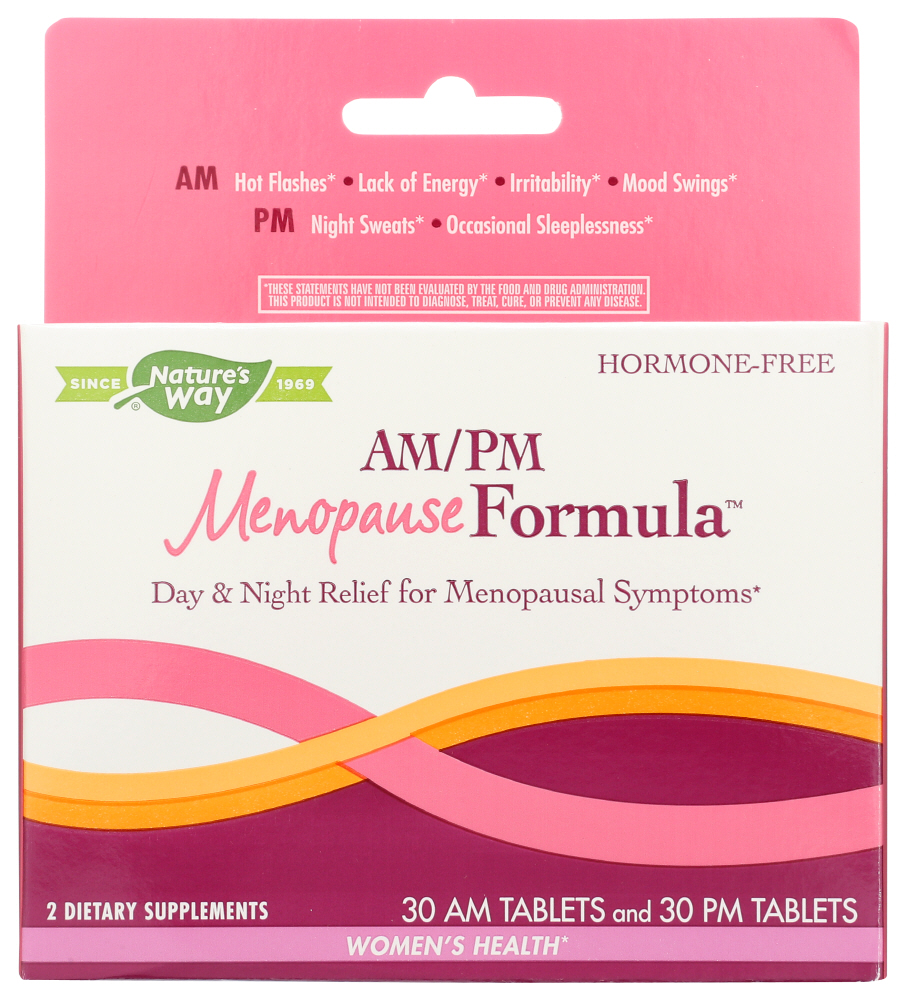 AM Hot Flashes* • Lack of Energy* • Irritability* • Mood Swings*
PM Night Sweats* • Occasional Sleeplessness*
*THESE STATEMENTS HAVE NOT BEEN EVALUATED BY THE FOOD AND DRUG ADMINISTRATION.
THIS PRODUCT IS NOT INTENDED TO DIAGNOSE, TREAT, CURE, OR PREVENT ANY DISEASE.
SINCE Nature's Way® 1969
HORMONE-FREE
AM/PM
Menopause Formula™
Day & Night Relief for Menopausal Symptoms*
2 DIETARY SUPPLEMENTS
30 AM TABLETS and 30 PM TABLETS
WOMEN'S HEALTH*